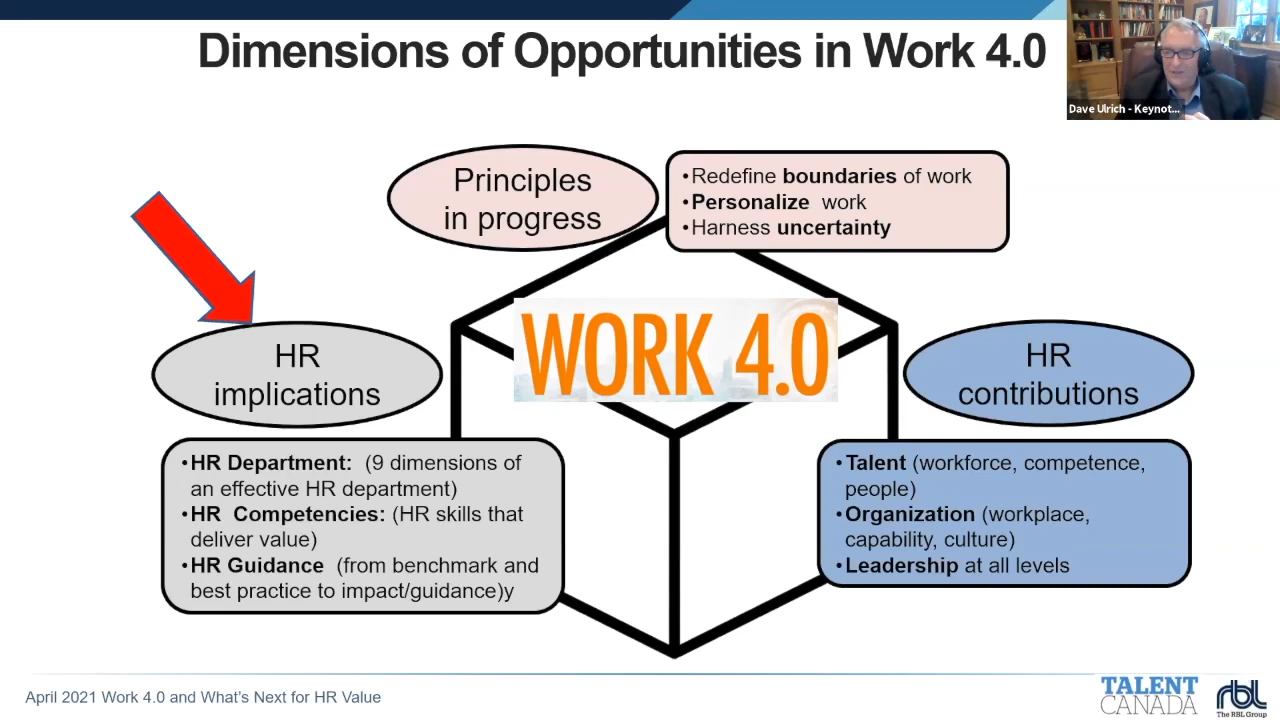 Dimensions of Opportunities in Work 4.0
Dave Ulrich - Keynot...
Principles
in progress
•Redefine boundaries of work
•Personalize work
•Harness uncertainty
WORK 4.0
HR
implications
HR
contributions
•HR Department: (9 dimensions of
an effective HR department)
•HR Competencies: (HR skills that
deliver value)
•HR Guidance (from benchmark and
best practice to impact/guidance)y
•Talent (workforce, competence,
people)
•Organization (workplace,
capability, culture)
•Leadership at all levels
April 2021 Work 4.0 and What's Next for HR Value
TALENT
CANADA
rbl
The RBL Group